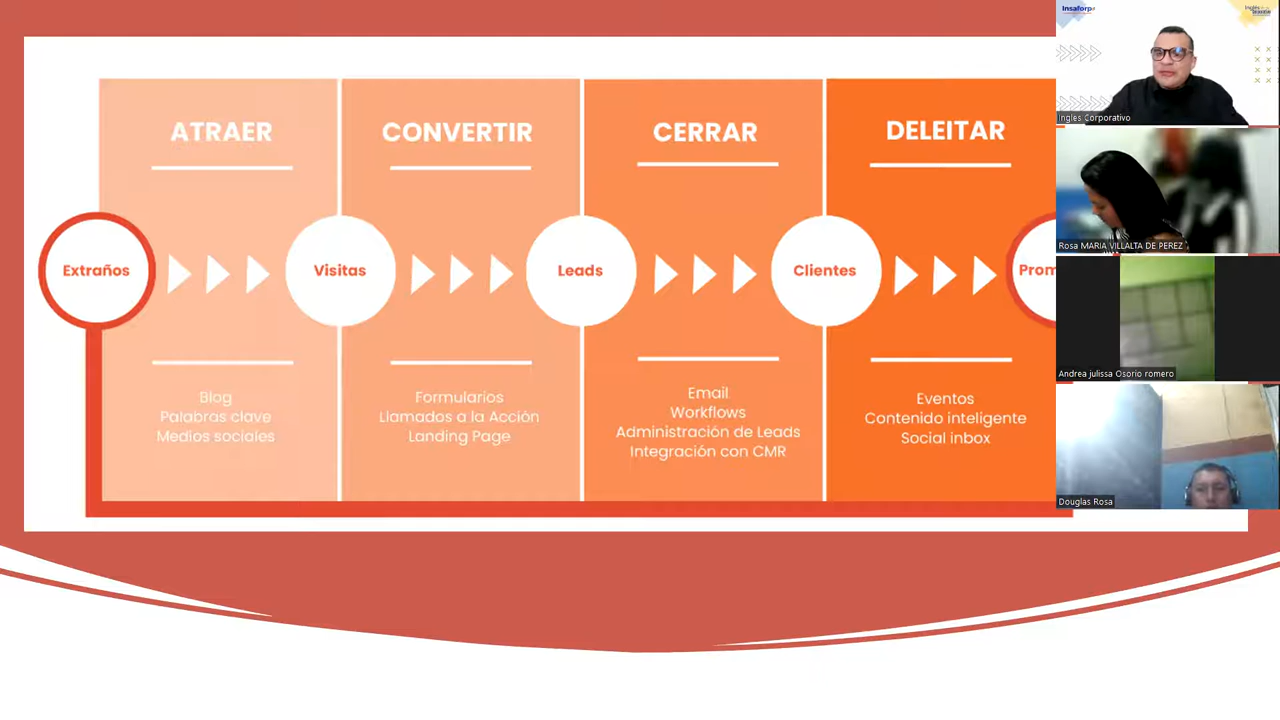 ATRAER
CONVERTIR
CERRAR
DELEITAR
Extraños
Visitas
Leads
Clientes
Prom
Blog
Palabras clave
Medios sociales
Formularios
Llamados a la Acción
Landing Page
Email
Workflows
Administración de Leads
Integración con CMR
Eventos
Contenido inteligente
Social inbox
Insaforp
Ingles Corporativo
Rosa MARIA VILLALTA DE PEREZ
Andrea julissa Osorio romero
Douglas Rosa